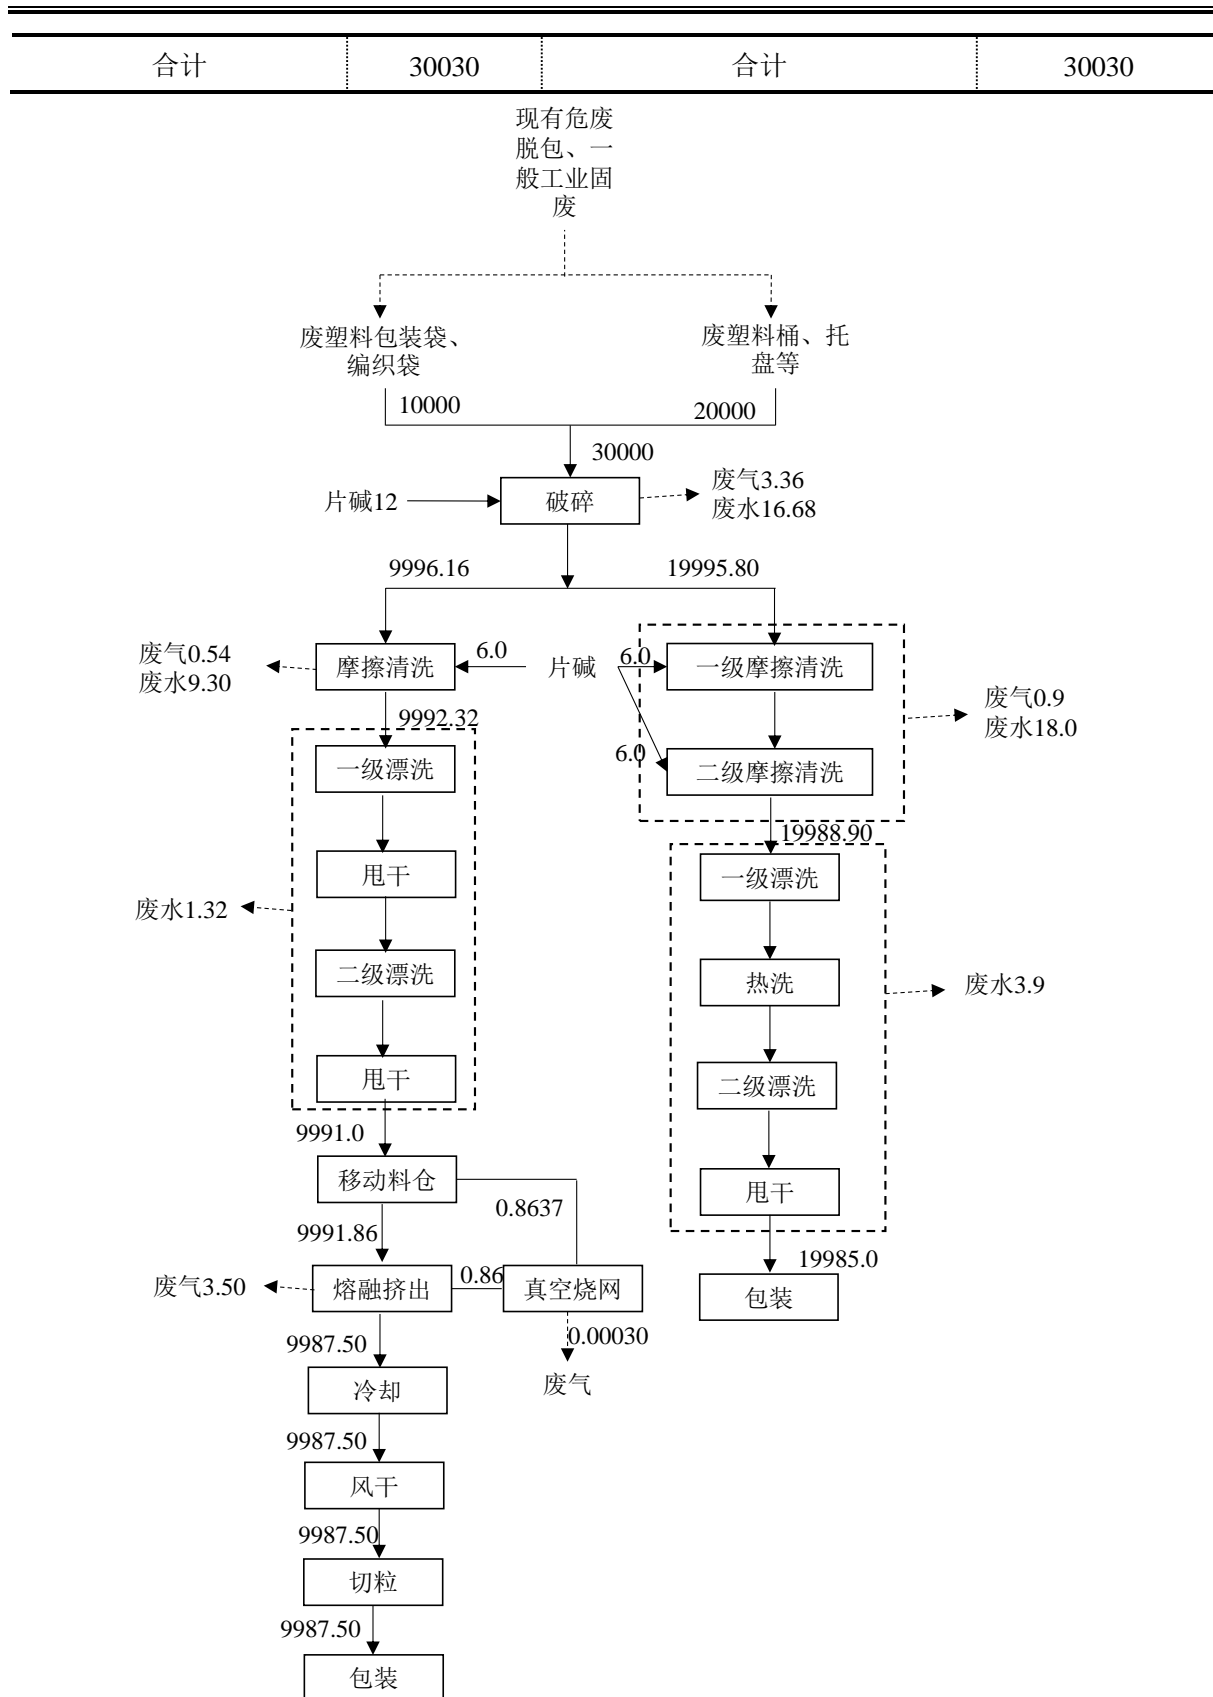 合计 30030 合计 30030
现有危废
脱包、一
般工业固
废
废塑料包装袋、
编织袋
废塑料桶、托
盘等
10000
20000
30000
片碱12
破碎
废气3.36
废水16.68
9996.16
19995.80
废气0.54
废水9.30
摩擦清洗
6.0
片碱
6.0
一级摩擦清洗
废气0.9
废水18.0
9992.32
一级漂洗
6.0
二级摩擦清洗
19988.90
甩干
一级漂洗
废水1.32
二级漂洗
热洗
废水3.9
甩干
二级漂洗
9991.0
移动料仓
0.8637
甩干
9991.86
19985.0
废气3.50
熔融挤出
0.86
真空烧网
包装
9987.50
0.00030
冷却
废气
9987.50
风干
9987.50
切粒
9987.50
包装